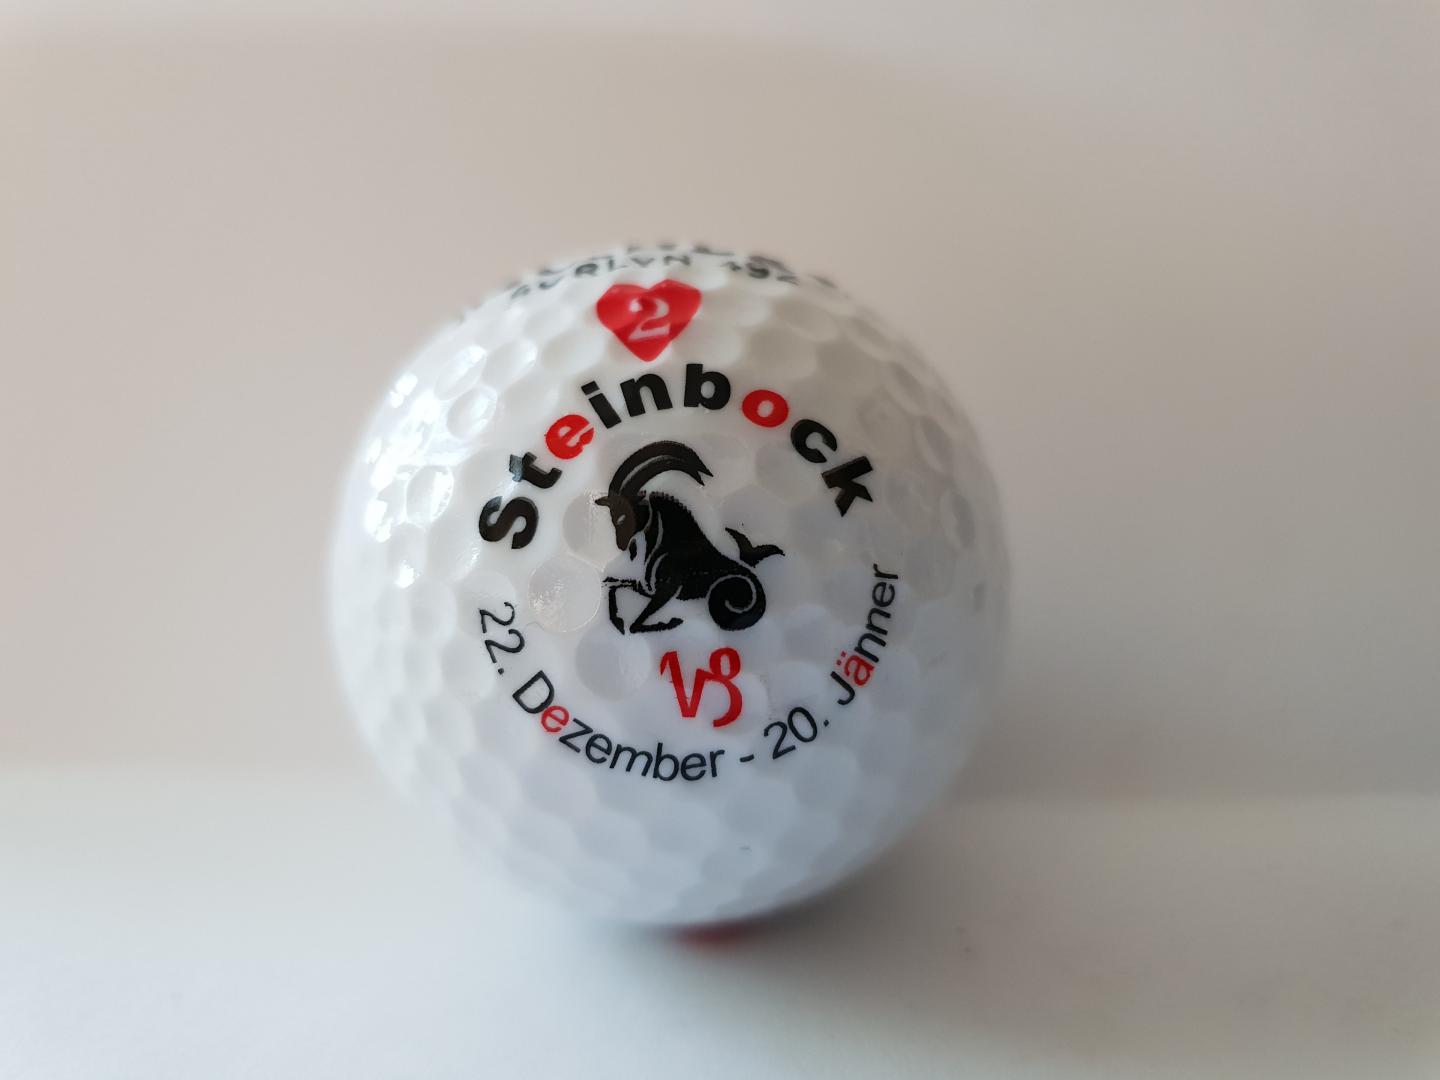 2
Steinbock
22. Dezember - 20. Jänner